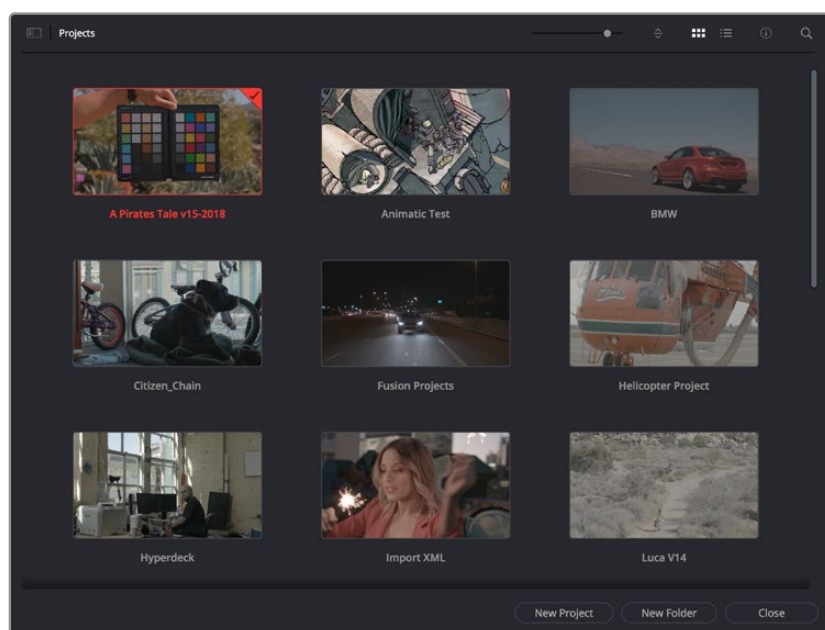 Projects
A Pirates Tale v15-2018
Animatic Test
BMW
Citizen_Chain
Fusion Projects
Helicopter Project
Hyperdeck
Import XML
Luca V14
New Project
New Folder
Close